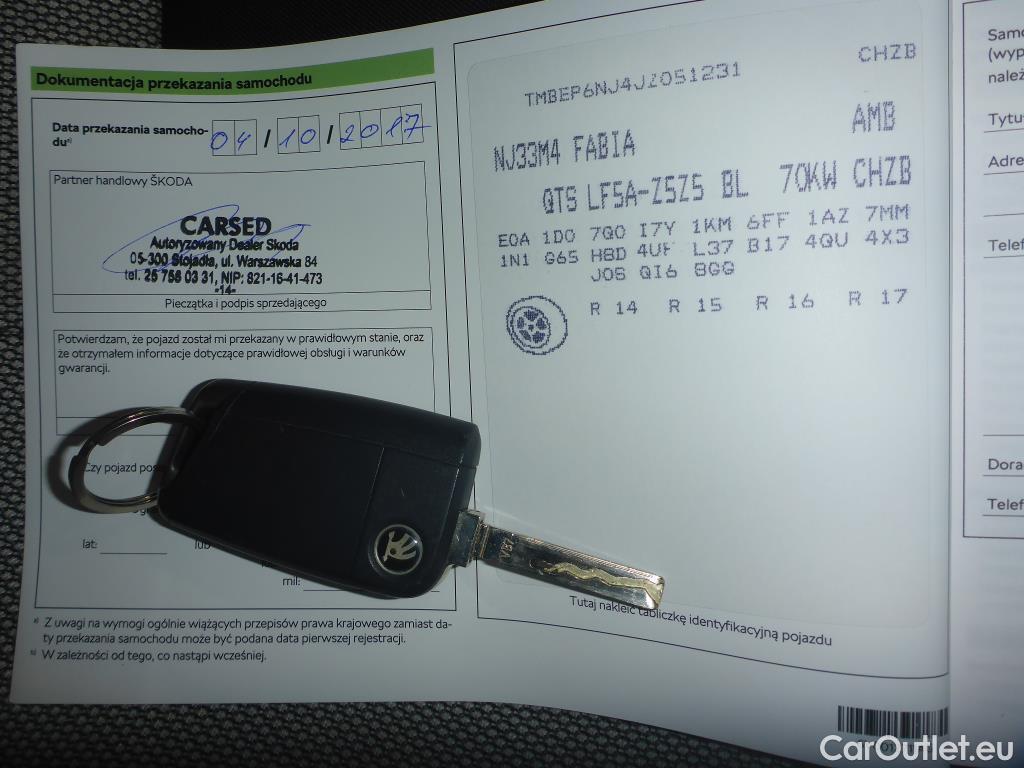 Dokumentacja przekazania samochodu
Data przekazania samocho-
du a)
04 / 10 / 2017
Partner handlowy ŠKODA
CARSED
Autoryzowany Dealer Skoda
05-300 Stojadła, ul. Warszawska 84
tel. 25 758 03 31, NIP: 821-16-41-473
-14-
Pieczątka i podpis sprzedającego
Potwierdzam, że pojazd został mi przekazany w prawidłowym stanie, oraz
że otrzymałem informacje dotyczące prawidłowej obsługi i warunków
gwarancji.
Czy pojazd
lat:
lub
mil:
a) Z uwagi na wymogi ogólnie wiążących przepisów prawa krajowego zamiast da-
ty przekazania samochodu może być podana data pierwszej rejestracji.
b) W zależności od tego, co nastąpi wcześniej.
CHZB
TMBEP6NJ4JZ051231
AMB
NJ33M4 FABIA
QT5 LF5A-Z5Z5 BL 70KW CHZB
E0A 1D0 7Q0 I7Y 1KM 6FF 1AZ 7MM
1N1 G65 H8D 4UF L37 B17 4QU 4X3
J0S QI6 8GG
R 14 R 15 R 16 R 17
Tutaj nakleić tabliczkę identyfikacyjną pojazdu
(wyp
należ
Tytu
Adre
Telef
Dora
Telef
CarOutlet.eu